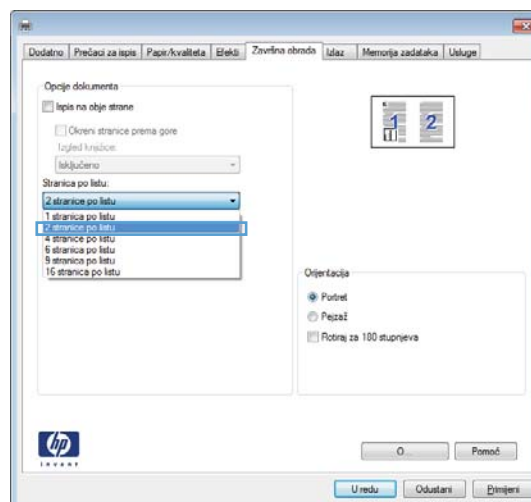 Dodatno Prečaci za ispis Papir/kvaliteta Efekti Završna obrada Izlaz Memorija zadataka Usluge
Opcije dokumenta
Ispis na obje strane
Okreni stranice prema gore
Izgled knjižice:
Isključeno
Stranica po listu:
2 stranice po listu
1 stranica po listu
2 stranice po listu
4 stranice po listu
6 stranica po listu
9 stranica po listu
16 stranica po listu
1 2
Orijentacija
Portret
Pejzaž
Rotiraj za 180 stupnjeva
hp
invent
O... Pomoć
U redu Odustani Primijeni